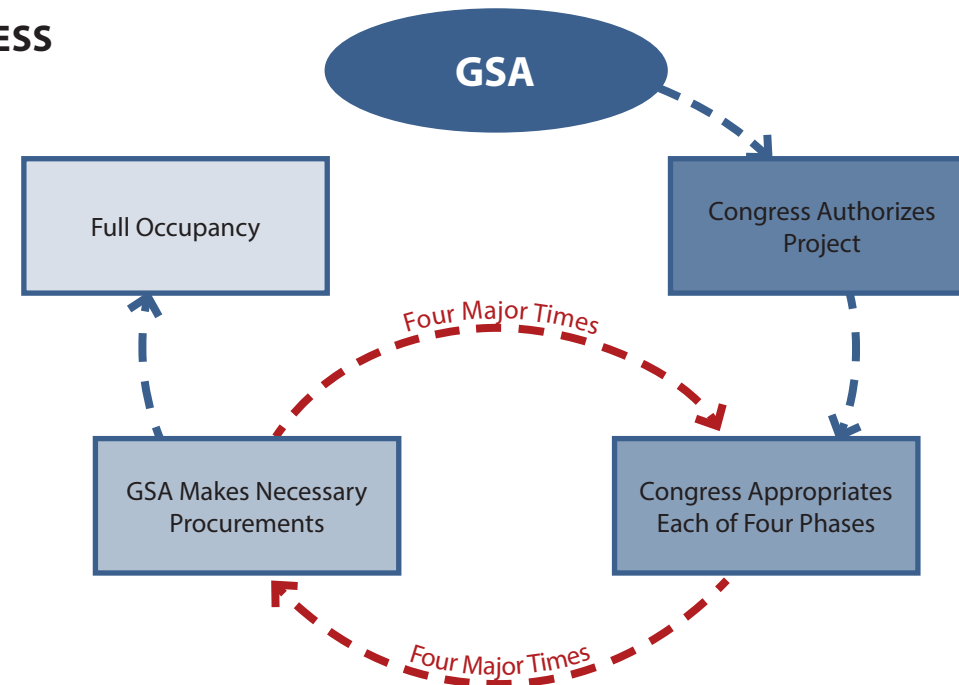 ESS
GSA
Congress Authorizes
Project
Full Occupancy
Four Major Times
GSA Makes Necessary
Procurements
Congress Appropriates
Each of Four Phases
Four Major Times